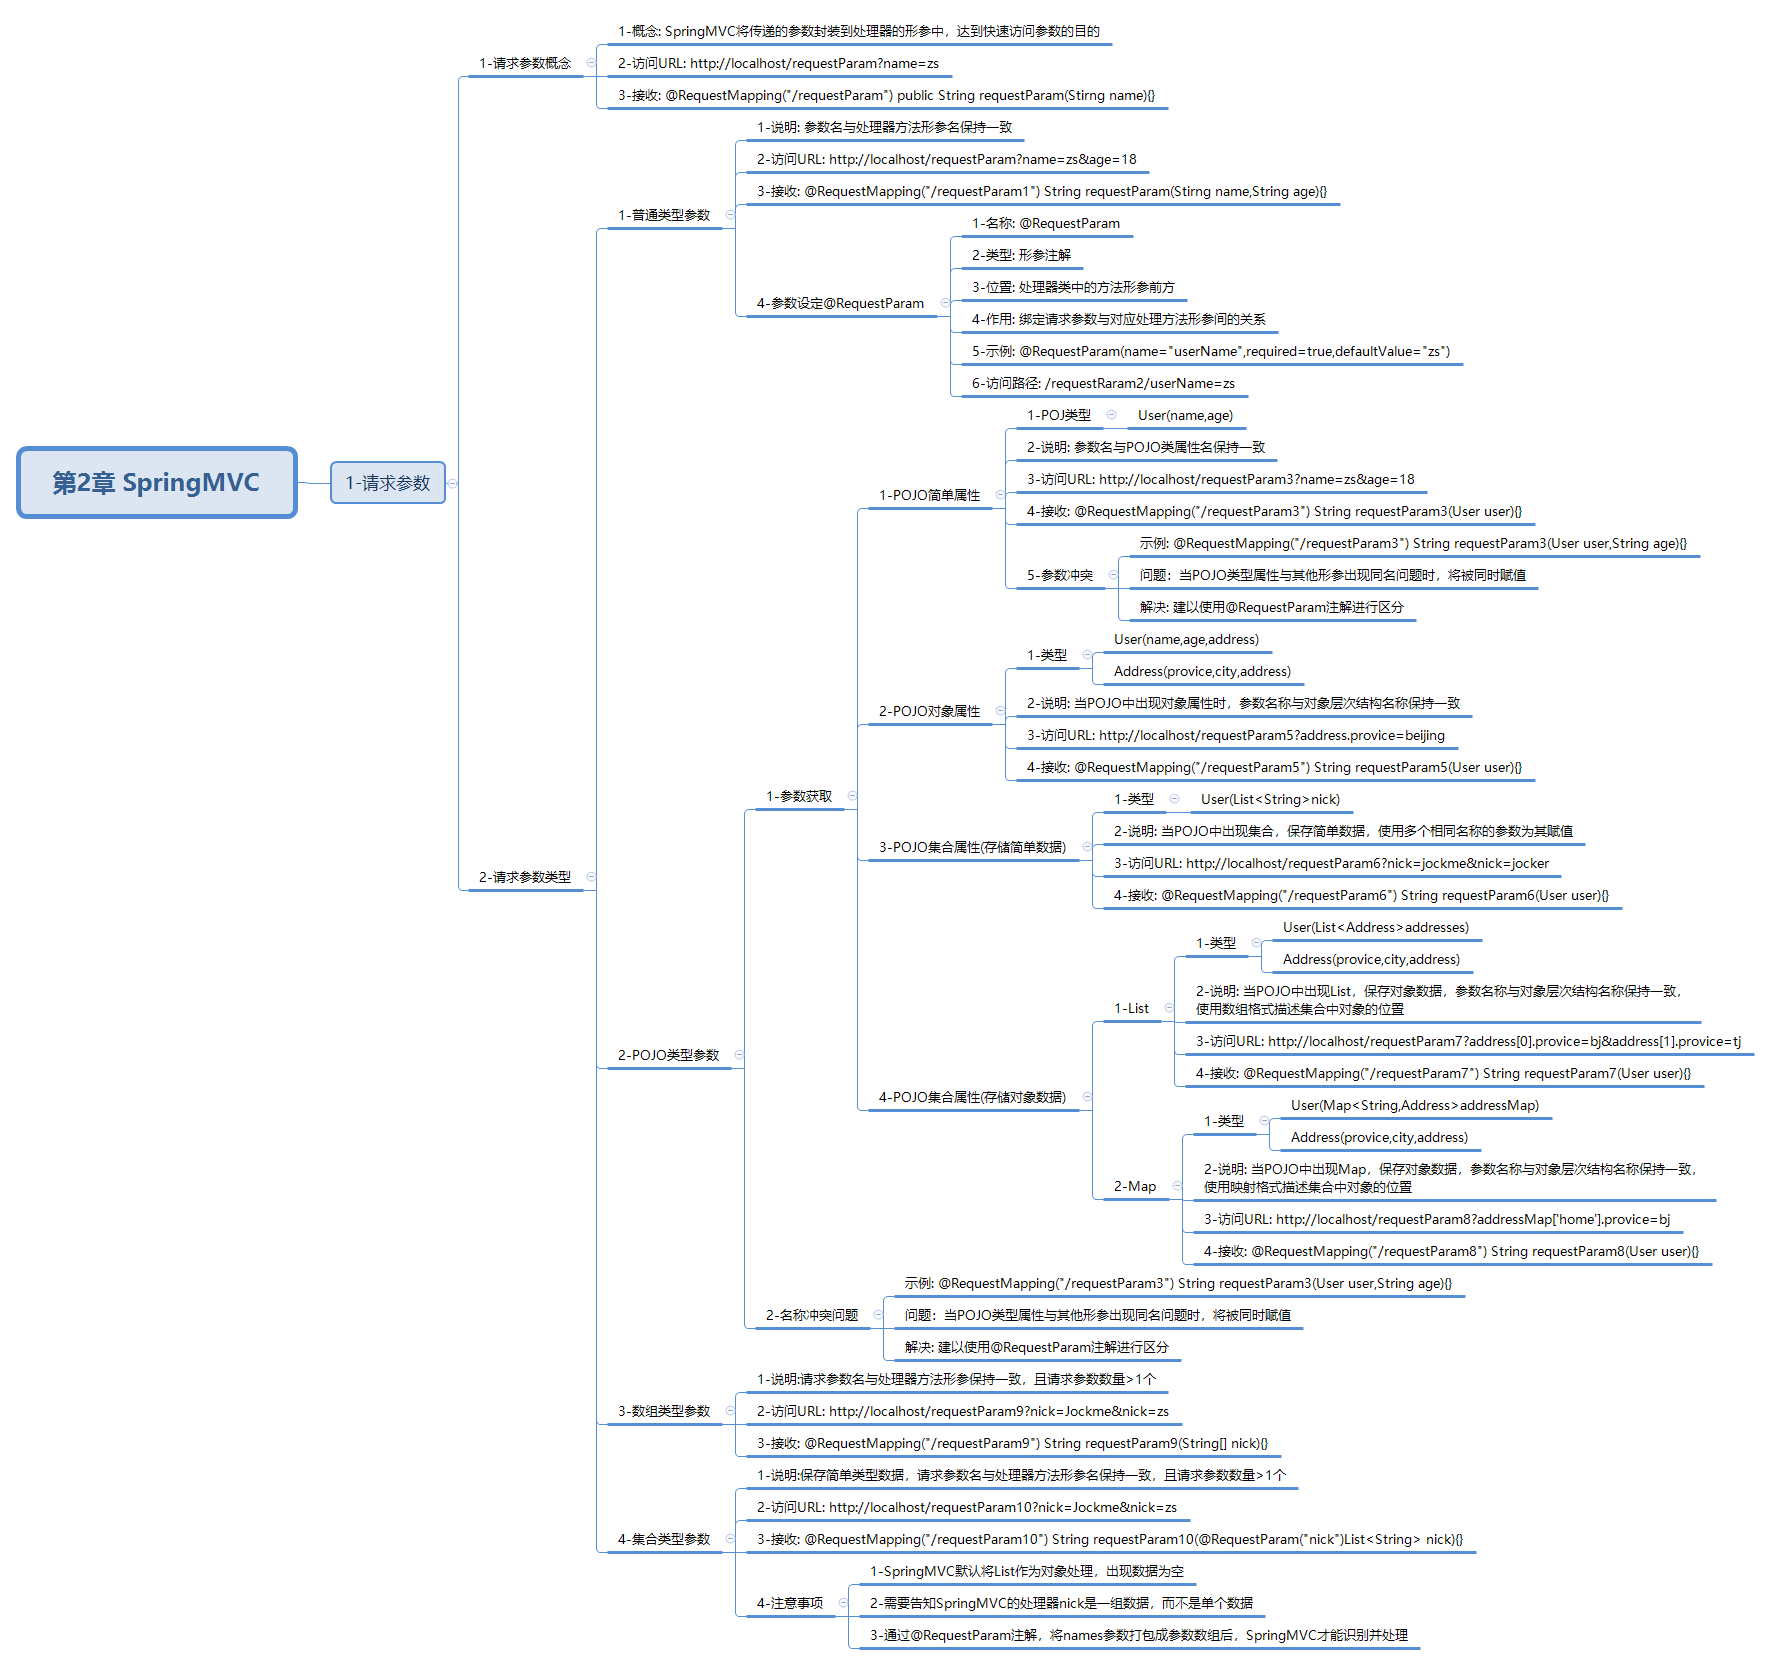 第2章 SpringMVC
1-请求参数
1-请求参数概念
1-概念: SpringMVC将传递的参数封装到处理器的形参中，达到快速访问参数的目的
2-访问URL: http://localhost/requestParam?name=zs
3-接收: @RequestMapping("/requestParam") public String requestParam(Stirng name){}
2-请求参数类型
1-普通类型参数
1-说明: 参数名与处理器方法形参名保持一致
2-访问URL: http://localhost/requestParam?name=zs&age=18
3-接收: @RequestMapping("/requestParam1") String requestParam(Stirng name,String age){}
4-参数设定@RequestParam
1-名称: @RequestParam
2-类型: 形参注解
3-位置: 处理器类中的方法形参前方
4-作用: 绑定请求参数与对应处理方法形参间的关系
5-示例: @RequestParam(name="userName",required=true,defaultValue="zs")
6-访问路径: /requestRaram2/userName=zs
2-POJO类型参数
1-参数获取
1-POJO简单属性
1-POJ类型
User(name,age)
2-说明: 参数名与POJO类属性名保持一致
3-访问URL: http://localhost/requestParam3?name=zs&age=18
4-接收: @RequestMapping("/requestParam3") String requestParam3(User user){}
5-参数冲突
示例: @RequestMapping("/requestParam3") String requestParam3(User user,String age){}
问题：当POJO类型属性与其他形参出现同名问题时，将被同时赋值
解决: 建以使用@RequestParam注解进行区分
2-POJO对象属性
1-类型
User(name,age,address)
Address(provice,city,address)
2-说明: 当POJO中出现对象属性时，参数名称与对象层次结构名称保持一致
3-访问URL: http://localhost/requestParam5?address.provice=beijing
4-接收: @RequestMapping("/requestParam5") String requestParam5(User user){}
3-POJO集合属性(存储简单数据)
1-类型
User(List<String>nick)
2-说明: 当POJO中出现集合，保存简单数据，使用多个相同名称的参数为其赋值
3-访问URL: http://localhost/requestParam6?nick=jockme&nick=jocker
4-接收: @RequestMapping("/requestParam6") String requestParam6(User user){}
4-POJO集合属性(存储对象数据)
1-List
1-类型
User(List<Address>addresses)
Address(provice,city,address)
2-说明: 当POJO中出现List，保存对象数据，参数名称与对象层次结构名称保持一致，
使用数组格式描述集合中对象的位置
3-访问URL: http://localhost/requestParam7?address[0].provice=bj&address[1].provice=tj
4-接收: @RequestMapping("/requestParam7") String requestParam7(User user){}
2-Map
1-类型
User(Map<String,Address>addressMap)
Address(provice,city,address)
2-说明: 当POJO中出现Map，保存对象数据，参数名称与对象层次结构名称保持一致，
使用映射格式描述集合中对象的位置
3-访问URL: http://localhost/requestParam8?addressMap['home'].provice=bj
4-接收: @RequestMapping("/requestParam8") String requestParam8(User user){}
2-名称冲突问题
示例: @RequestMapping("/requestParam3") String requestParam3(User user,String age){}
问题：当POJO类型属性与其他形参出现同名问题时，将被同时赋值
解决: 建以使用@RequestParam注解进行区分
3-数组类型参数
1-说明:请求参数名与处理器方法形参保持一致，且请求参数数量>1个
2-访问URL: http://localhost/requestParam9?nick=Jockme&nick=zs
3-接收: @RequestMapping("/requestParam9") String requestParam9(String[] nick){}
4-集合类型参数
1-说明:保存简单类型数据，请求参数名与处理器方法形参名保持一致，且请求参数数量>1个
2-访问URL: http://localhost/requestParam10?nick=Jockme&nick=zs
3-接收: @RequestMapping("/requestParam10") String requestParam10(@RequestParam("nick")List<String> nick){}
4-注意事项
1-SpringMVC默认将List作为对象处理，出现数据为空
2-需要告知SpringMVC的处理器nick是一组数据，而不是单个数据
3-通过@RequestParam注解，将names参数打包成参数数组后，SpringMVC才能识别并处理